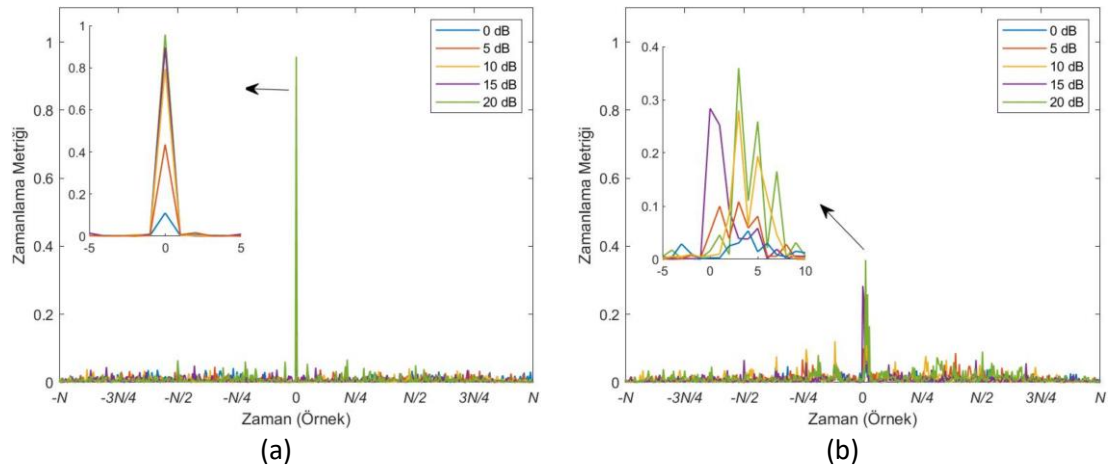 1
0.8
0.6
0.4
0.2
0
-N
-3N/4
-N/2
-N/4
0
N/4
N/2
3N/4
N
Zamanlama Metriği
Zaman (Örnek)
0 dB
5 dB
10 dB
15 dB
20 dB
1
0.8
0.6
0.4
0.2
0
-5
0
5
(a)
1
0.8
0.6
0.4
0.2
0
-N
-3N/4
-N/2
-N/4
0
N/4
N/2
3N/4
N
Zamanlama Metriği
Zaman (Örnek)
0 dB
5 dB
10 dB
15 dB
20 dB
0.4
0.3
0.2
0.1
0
-5
0
5
10
(b)